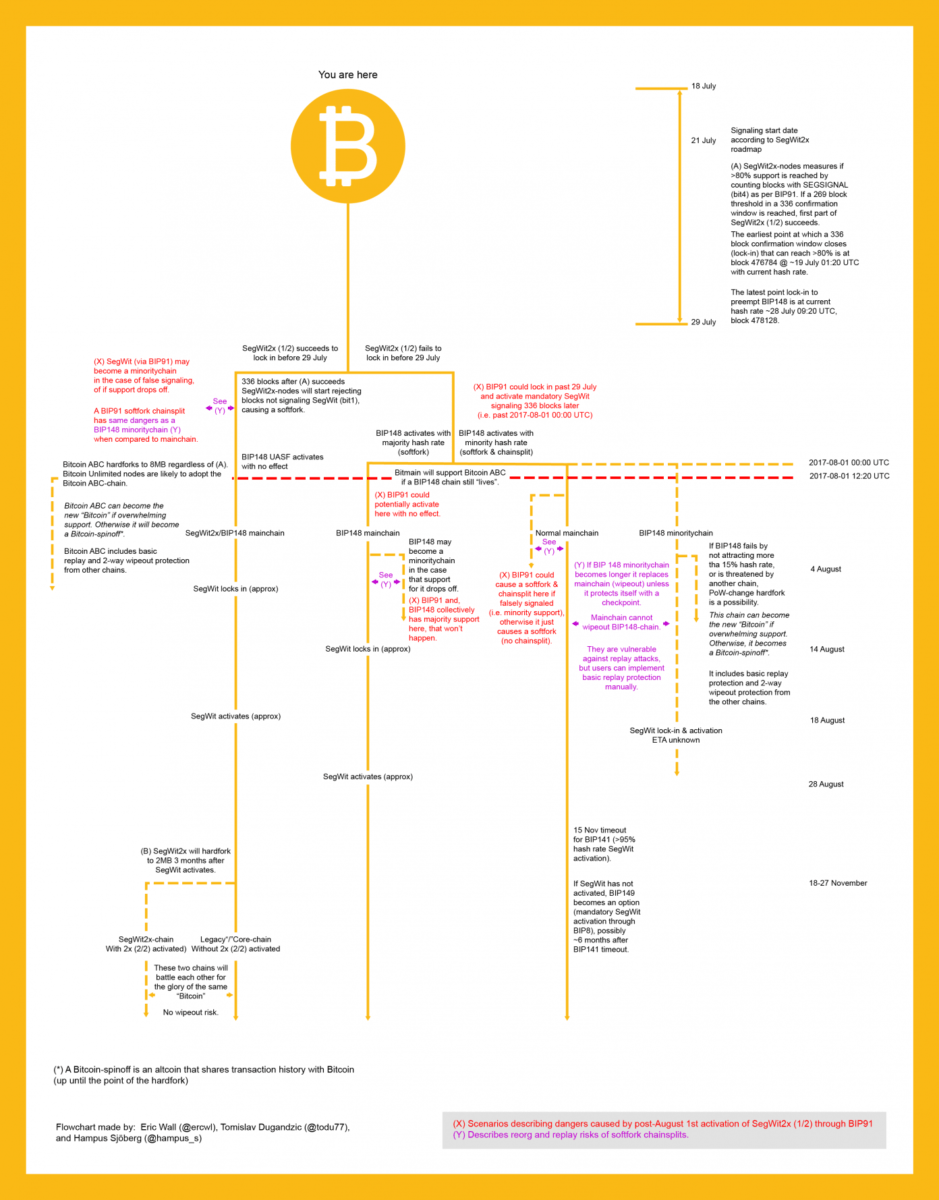 You are here
18 July
21 July
Signaling start date
according to SegWit2x
roadmap
(A) SegWit2x-nodes measures if
>80% support is reached by
counting blocks with SEGSIGNAL
(bit4) as per BIP91. If a 269 block
threshold in a 336 confirmation
window is reached, first part of
SegWit2x (1/2) succeeds.
The earliest point at which a 336
block confirmation window closes
(lock-in) that can reach >80% is at
block 476784 @ ~19 July 01:20 UTC
with current hash rate.
The latest point lock-in to
preempt BIP148 is at current
hash rate ~28 July 09:20 UTC,
block 478128.
29 July
SegWit2x (1/2) succeeds to
lock in before 29 July
SegWit2x (1/2) fails to
lock in before 29 July
(X) SegWit (via BIP91) may
become a minoritychain
in the case of false signaling,
of if support drops off.
A BIP91 softfork chainsplit
has same dangers as a
BIP148 minoritychain (Y)
when compared to mainchain.
See
(Y)
336 blocks after (A) succeeds
SegWit2x-nodes will start rejecting
blocks not signaling SegWit (bit1),
causing a softfork.
(X) BIP91 could lock in past 29 July
and activate mandatory SegWit
signaling 336 blocks later
(i.e. past 2017-08-01 00:00 UTC)
BIP148 activates with
majority hash rate
(softfork)
BIP148 activates with
minority hash rate
(softfork & chainsplit)
BIP148 UASF activates
with no effect
Bitcoin ABC hardforks to 8MB regardless of (A).
Bitcoin Unlimited nodes are likely to adopt the
Bitcoin ABC-chain.
Bitmain will support Bitcoin ABC
if a BIP148 chain still “lives”.
2017-08-01 00:00 UTC
2017-08-01 12:20 UTC
Bitcoin ABC can become the
new “Bitcoin” if overwhelming
support. Otherwise it will become
a Bitcoin-spinoff*.
Bitcoin ABC includes basic
replay and 2-way wipeout protection
from other chains.
(X) BIP91 could
potentially activate
here with no effect.
SegWit2x/BIP148 mainchain
BIP148 mainchain
Normal mainchain
BIP148 minoritychain
BIP148 may
become a
minoritychain
in the case
that support
for it drops off.
See
(Y)
(X) BIP91 and,
BIP148 collectively
has majority support
here, that won’t
happen.
See
(Y)
(X) BIP91 could
cause a softfork &
chainsplit here if
falsely signaled
(i.e. minority support),
otherwise it just
causes a softfork
(no chainsplit).
(Y) If BIP 148 minoritychain
becomes longer it replaces
mainchain (wipeout) unless
it protects itself with a
checkpoint.
Mainchain cannot
wipeout BIP148-chain.
They are vulnerable
against replay attacks,
but users can implement
basic replay protection
manually.
If BIP148 fails by
not attracting more
tha 15% hash rate,
or is threatened by
another chain,
PoW-change hardfork
is a possibility.
This chain can become
the new “Bitcoin” if
overwhelming support.
Otherwise, it becomes
a Bitcoin-spinoff*.
It includes basic replay
protection and 2-way
wipeout protection from
the other chains.
4 August
SegWit locks in (approx)
SegWit locks in (approx)
14 August
SegWit activates (approx)
18 August
SegWit lock-in & activation
ETA unknown
SegWit activates (approx)
28 August
15 Nov timeout
for BIP141 (>95%
hash rate SegWit
activation).
(B) SegWit2x will hardfork
to 2MB 3 months after
SegWit activates.
If SegWit has not
activated, BIP149
becomes an option
(mandatory SegWit
activation through
BIP8), possibly
~6 months after
BIP141 timeout.
18-27 November
SegWit2x-chain
With 2x (2/2) activated)
Legacy"/"Core-chain
Without 2x (2/2) activated
These two chains will
battle each other for
the glory of the same
“Bitcoin”
No wipeout risk.
(*) A Bitcoin-spinoff is an altcoin that shares transaction history with Bitcoin
(up until the point of the hardfork)
Flowchart made by: Eric Wall (@ercwl), Tomislav Dugandzic (@todu77),
and Hampus Sjöberg (@hampus_s)
(X) Scenarios describing dangers caused by post-August 1st activation of SegWit2x (1/2) through BIP91
(Y) Describes reorg and replay risks of softfork chainsplits.